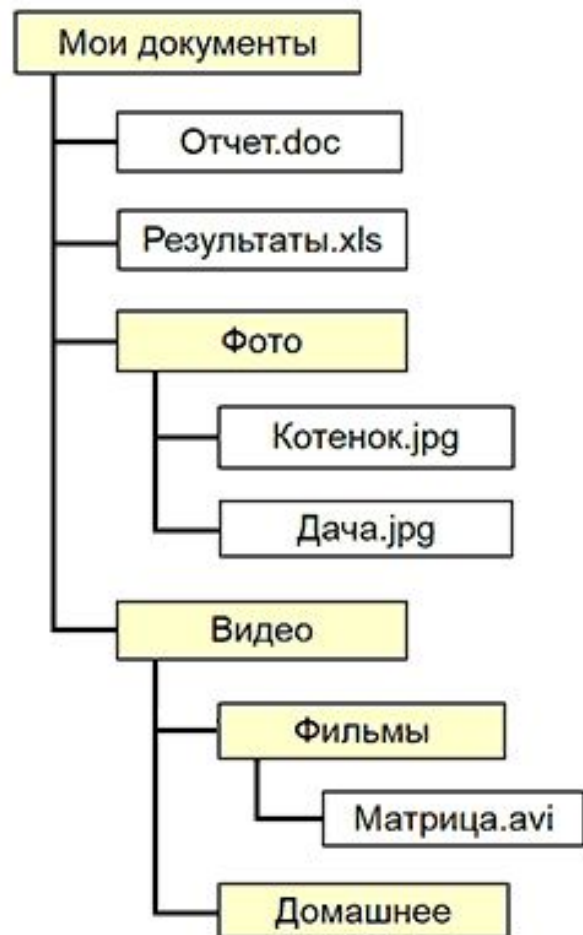 Мои документы
Отчет.doc
Результаты.xls
Фото
Котенок.jpg
Дача.jpg
Видео
Фильмы
Матрица.avi
Домашнее